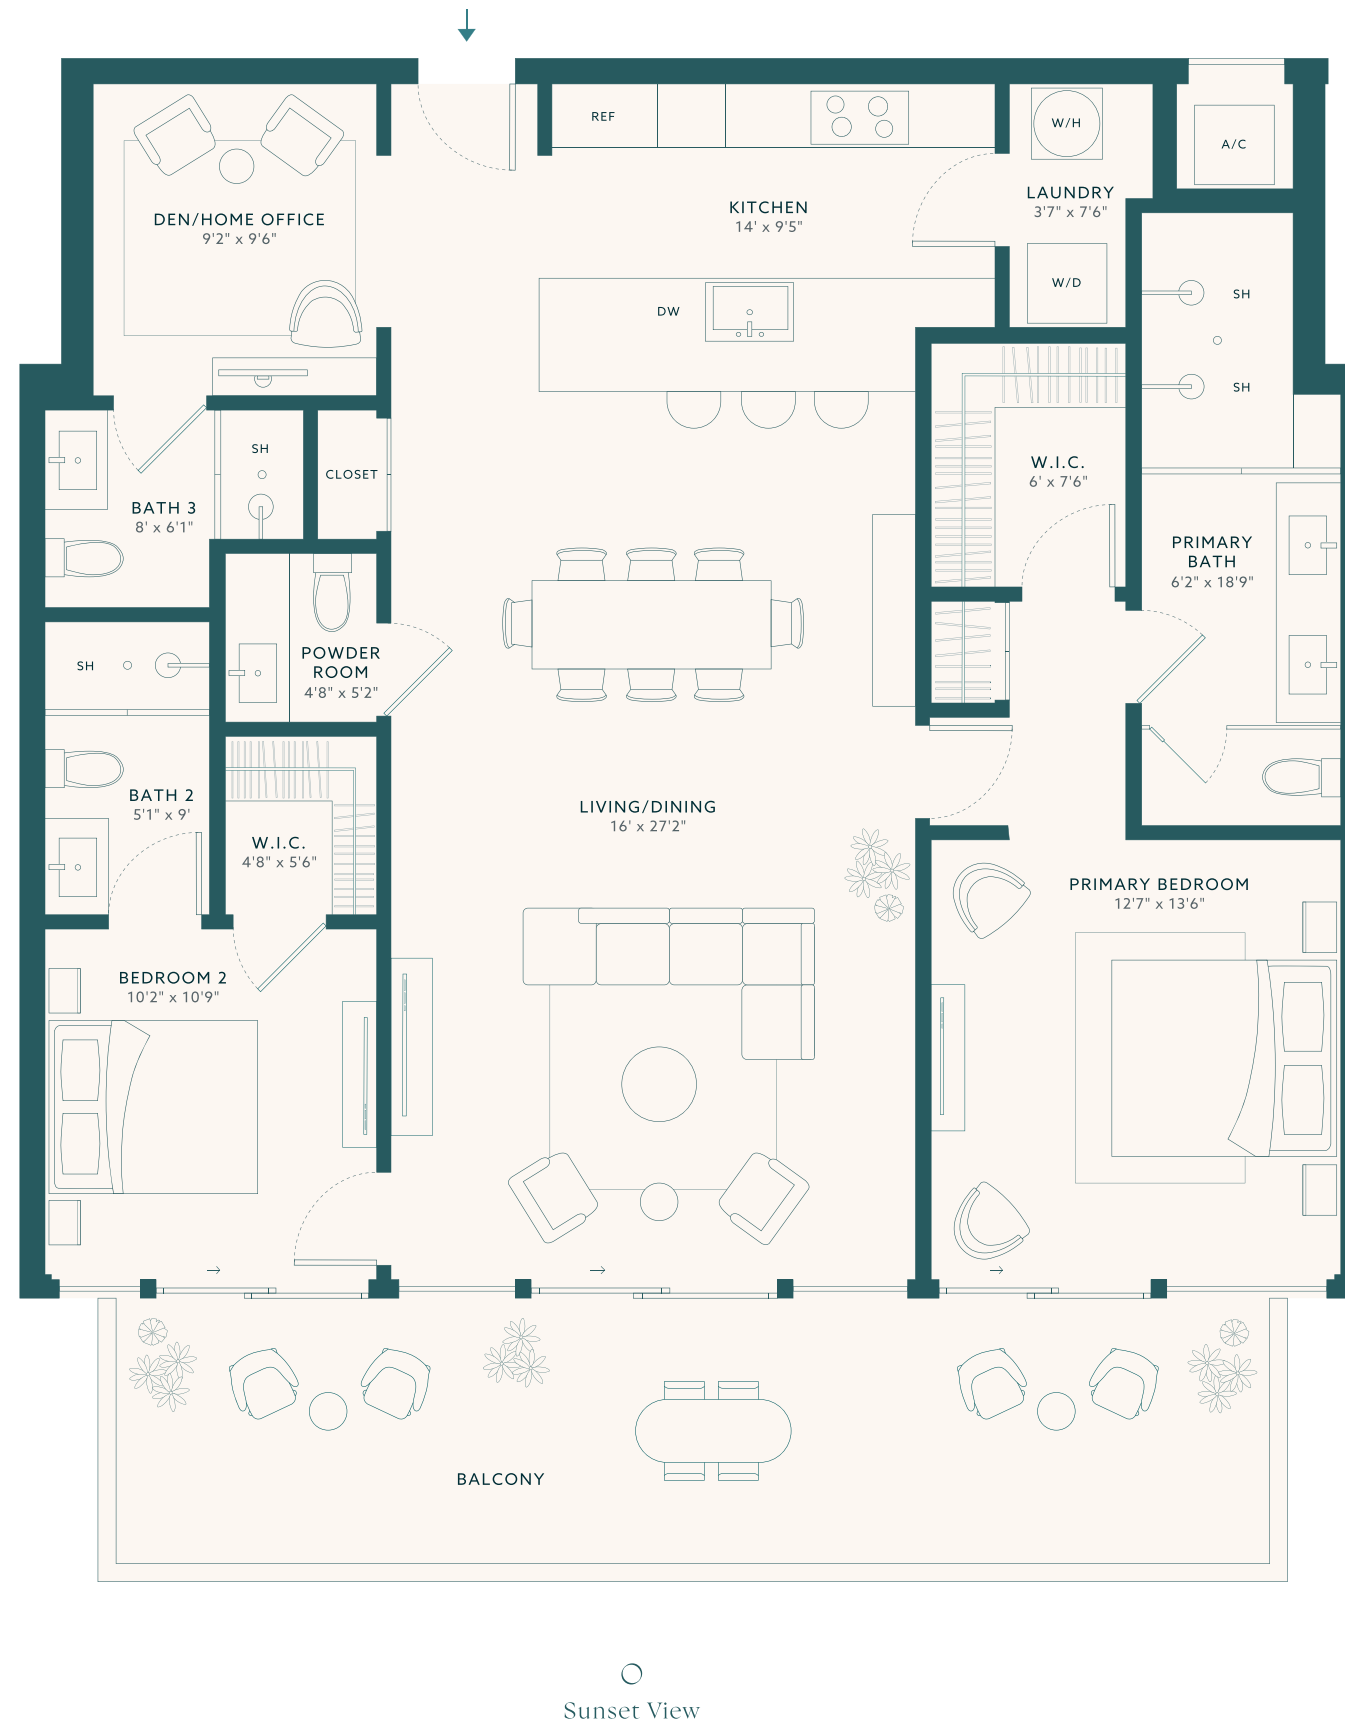 REF
W/H
A/C
LAUNDRY
3'7" x 7'6"
KITCHEN
14' x 9'5"
DEN/HOME OFFICE
9'2" x 9'6"
W/D
SH
DW
SH
SH
CLOSET
W.I.C.
6' x 7'6"
BATH 3
8' x 6'1"
PRIMARY
BATH
6'2" x 18'9"
POWDER
ROOM
4'8" x 5'2"
SH
BATH 2
5'1" x 9'
LIVING/DINING
16' x 27'2"
W.I.C.
4'8" x 5'6"
PRIMARY BEDROOM
12'7" x 13'6"
BEDROOM 2
10'2" x 10'9"
BALCONY
Sunset View